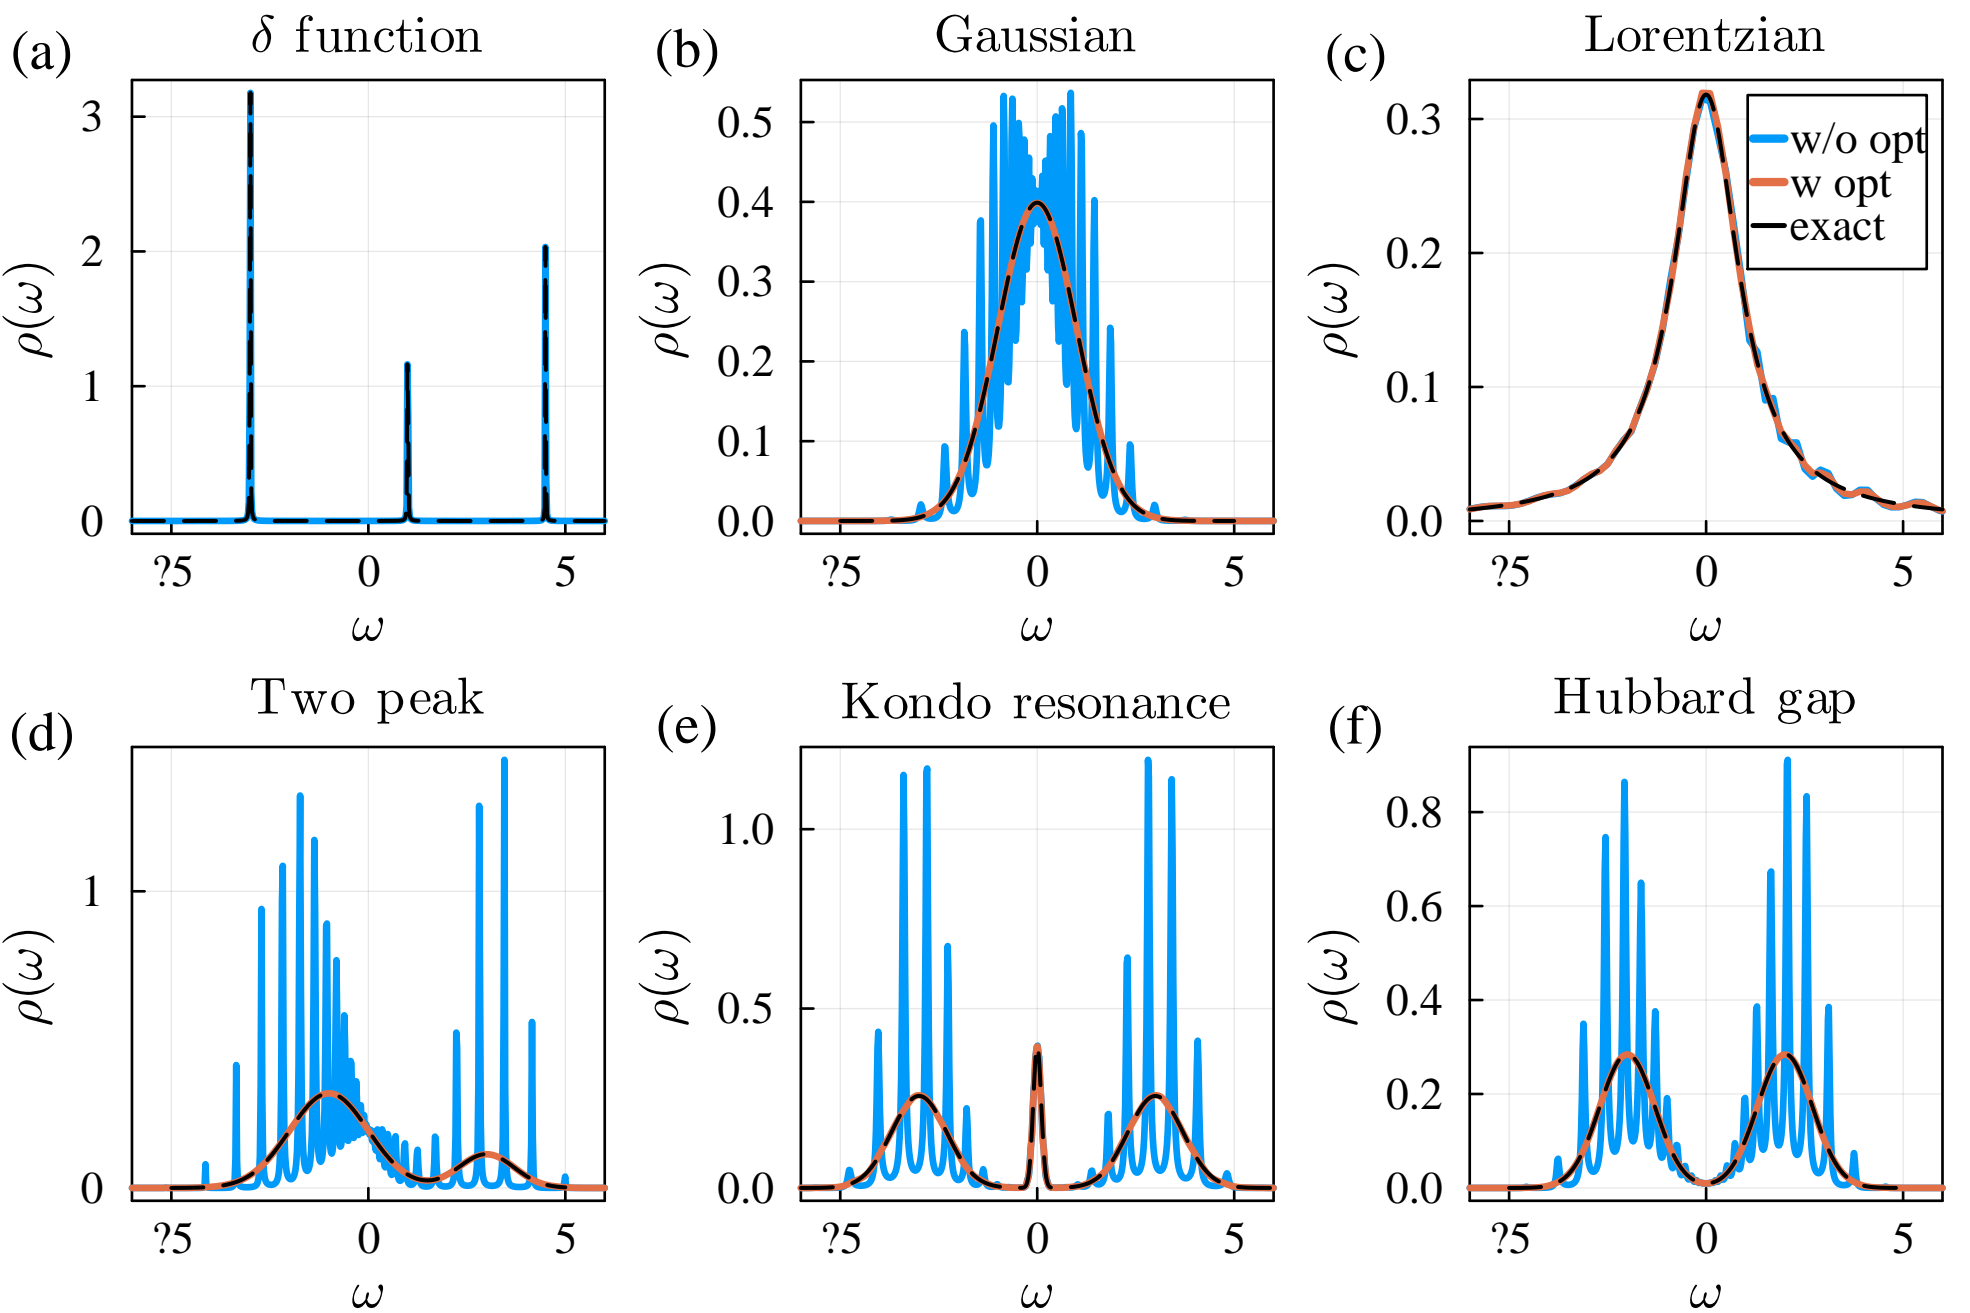 (a) δ function
3
2
1
0
ρ(ω)
?5 0 5
ω
(b) Gaussian
0.5
0.4
0.3
0.2
0.1
0.0
ρ(ω)
?5 0 5
ω
(c) Lorentzian
0.3
0.2
0.1
0.0
ρ(ω)
w/o opt
w opt
exact
?5 0 5
ω
(d) Two peak
1
0
ρ(ω)
?5 0 5
ω
(e) Kondo resonance
1.0
0.5
0.0
ρ(ω)
?5 0 5
ω
(f) Hubbard gap
0.8
0.6
0.4
0.2
0.0
ρ(ω)
?5 0 5
ω